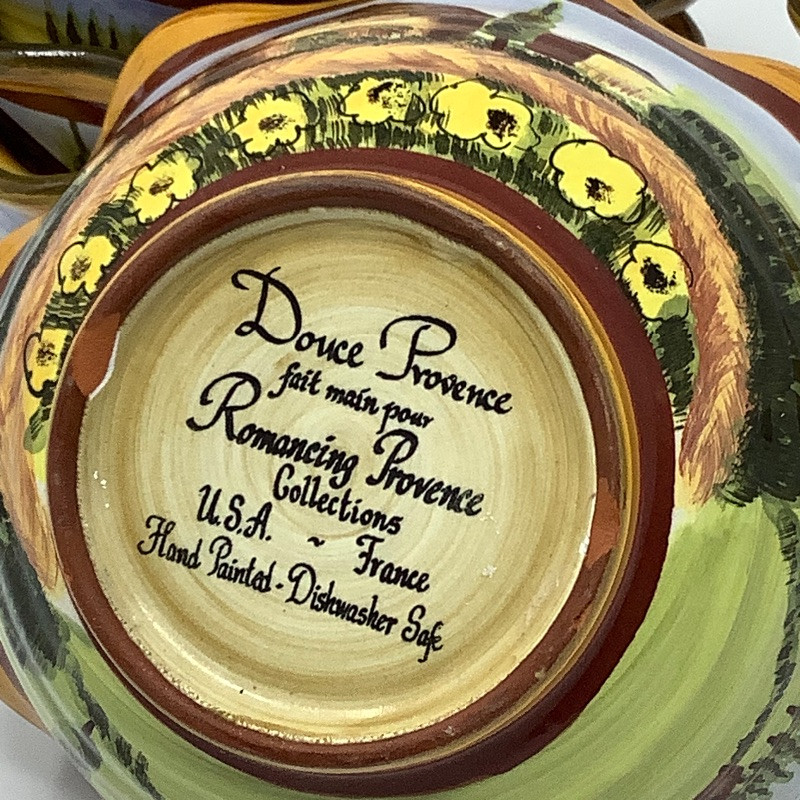 Douce Provence
fait main pour
Romancing Provence
Collections
U.S.A. ~ France
Hand Painted - Dishwasher Safe